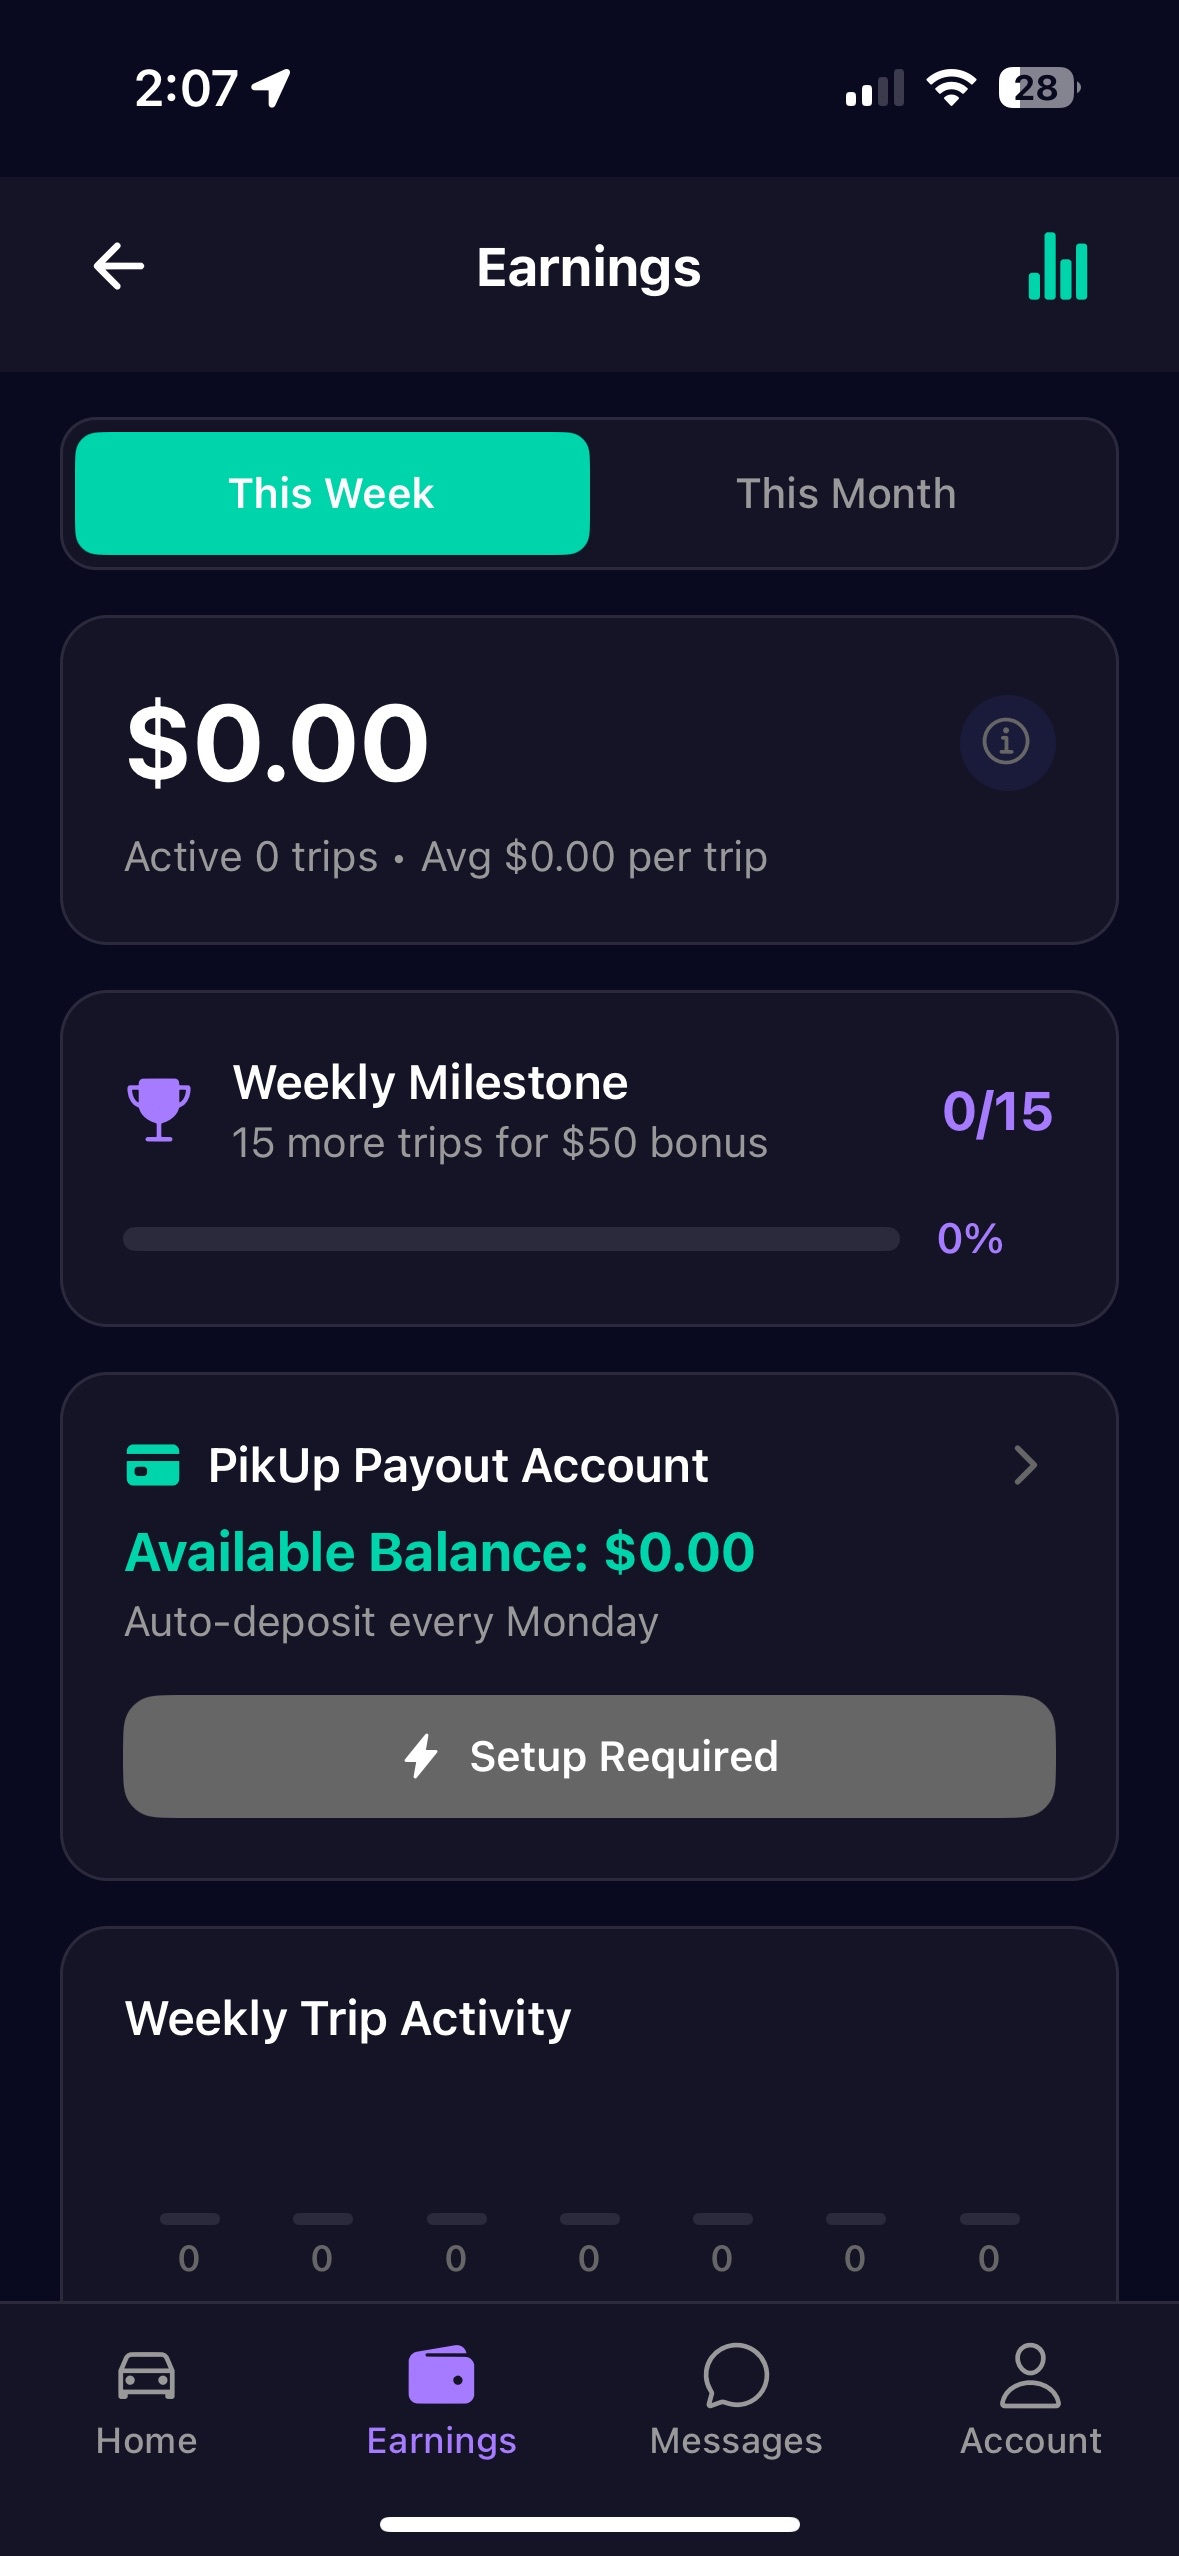 2:07
28
Earnings
This Week
This Month
$0.00
Active 0 trips • Avg $0.00 per trip
Weekly Milestone
15 more trips for $50 bonus
0/15
0%
PikUp Payout Account
Available Balance: $0.00
Auto-deposit every Monday
Setup Required
Weekly Trip Activity
0 0 0 0 0 0 0
Home Earnings Messages Account